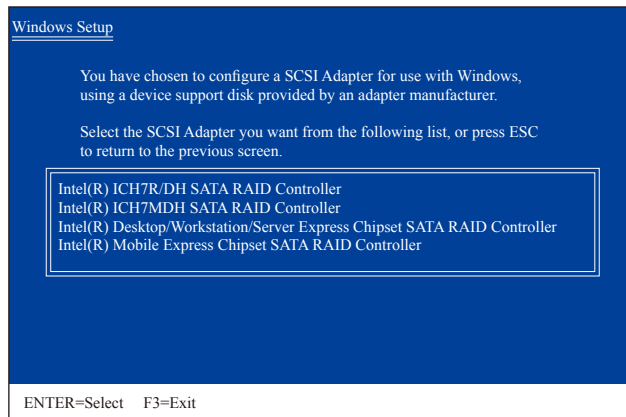 Windows Setup
You have chosen to configure a SCSI Adapter for use with Windows,
using a device support disk provided by an adapter manufacturer.
Select the SCSI Adapter you want from the following list, or press ESC
to return to the previous screen.
Intel(R) ICH7R/DH SATA RAID Controller
Intel(R) ICH7MDH SATA RAID Controller
Intel(R) Desktop/Workstation/Server Express Chipset SATA RAID Controller
Intel(R) Mobile Express Chipset SATA RAID Controller
ENTER=Select F3=Exit